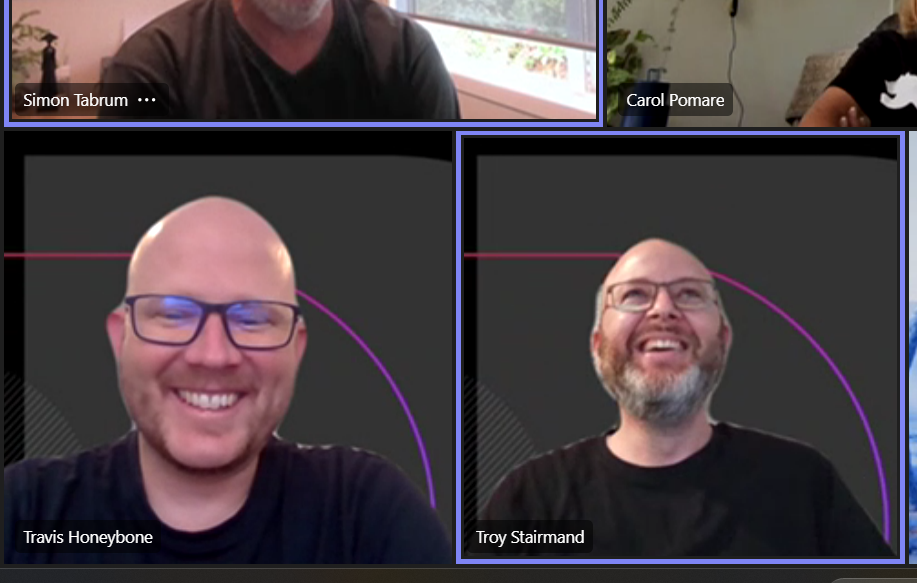 Simon Tabrum ···
Carol Pomare
Travis Honeybone
Troy Stairmand